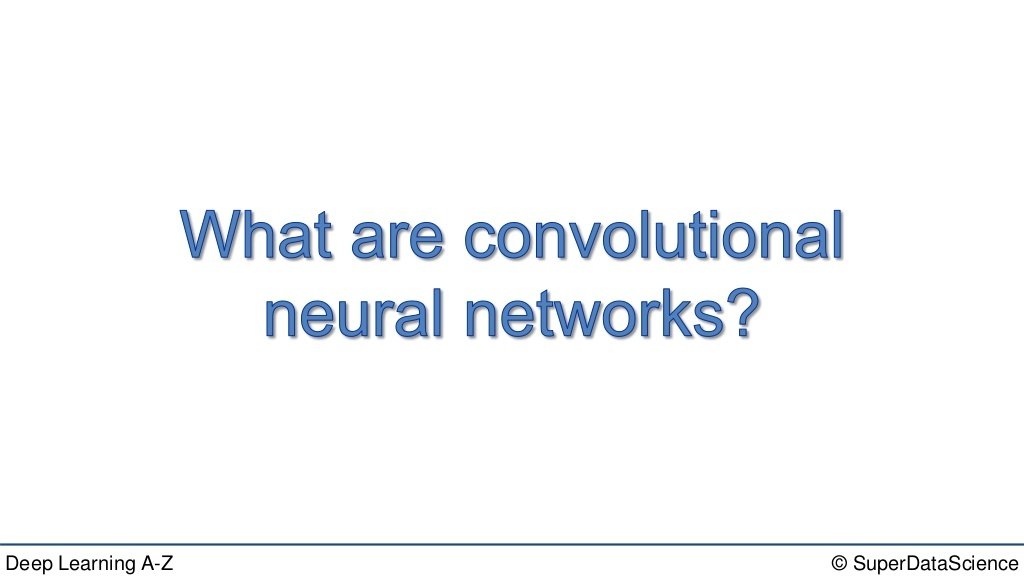 What are convolutional
neural networks?
Deep Learning A-Z
© SuperDataScience